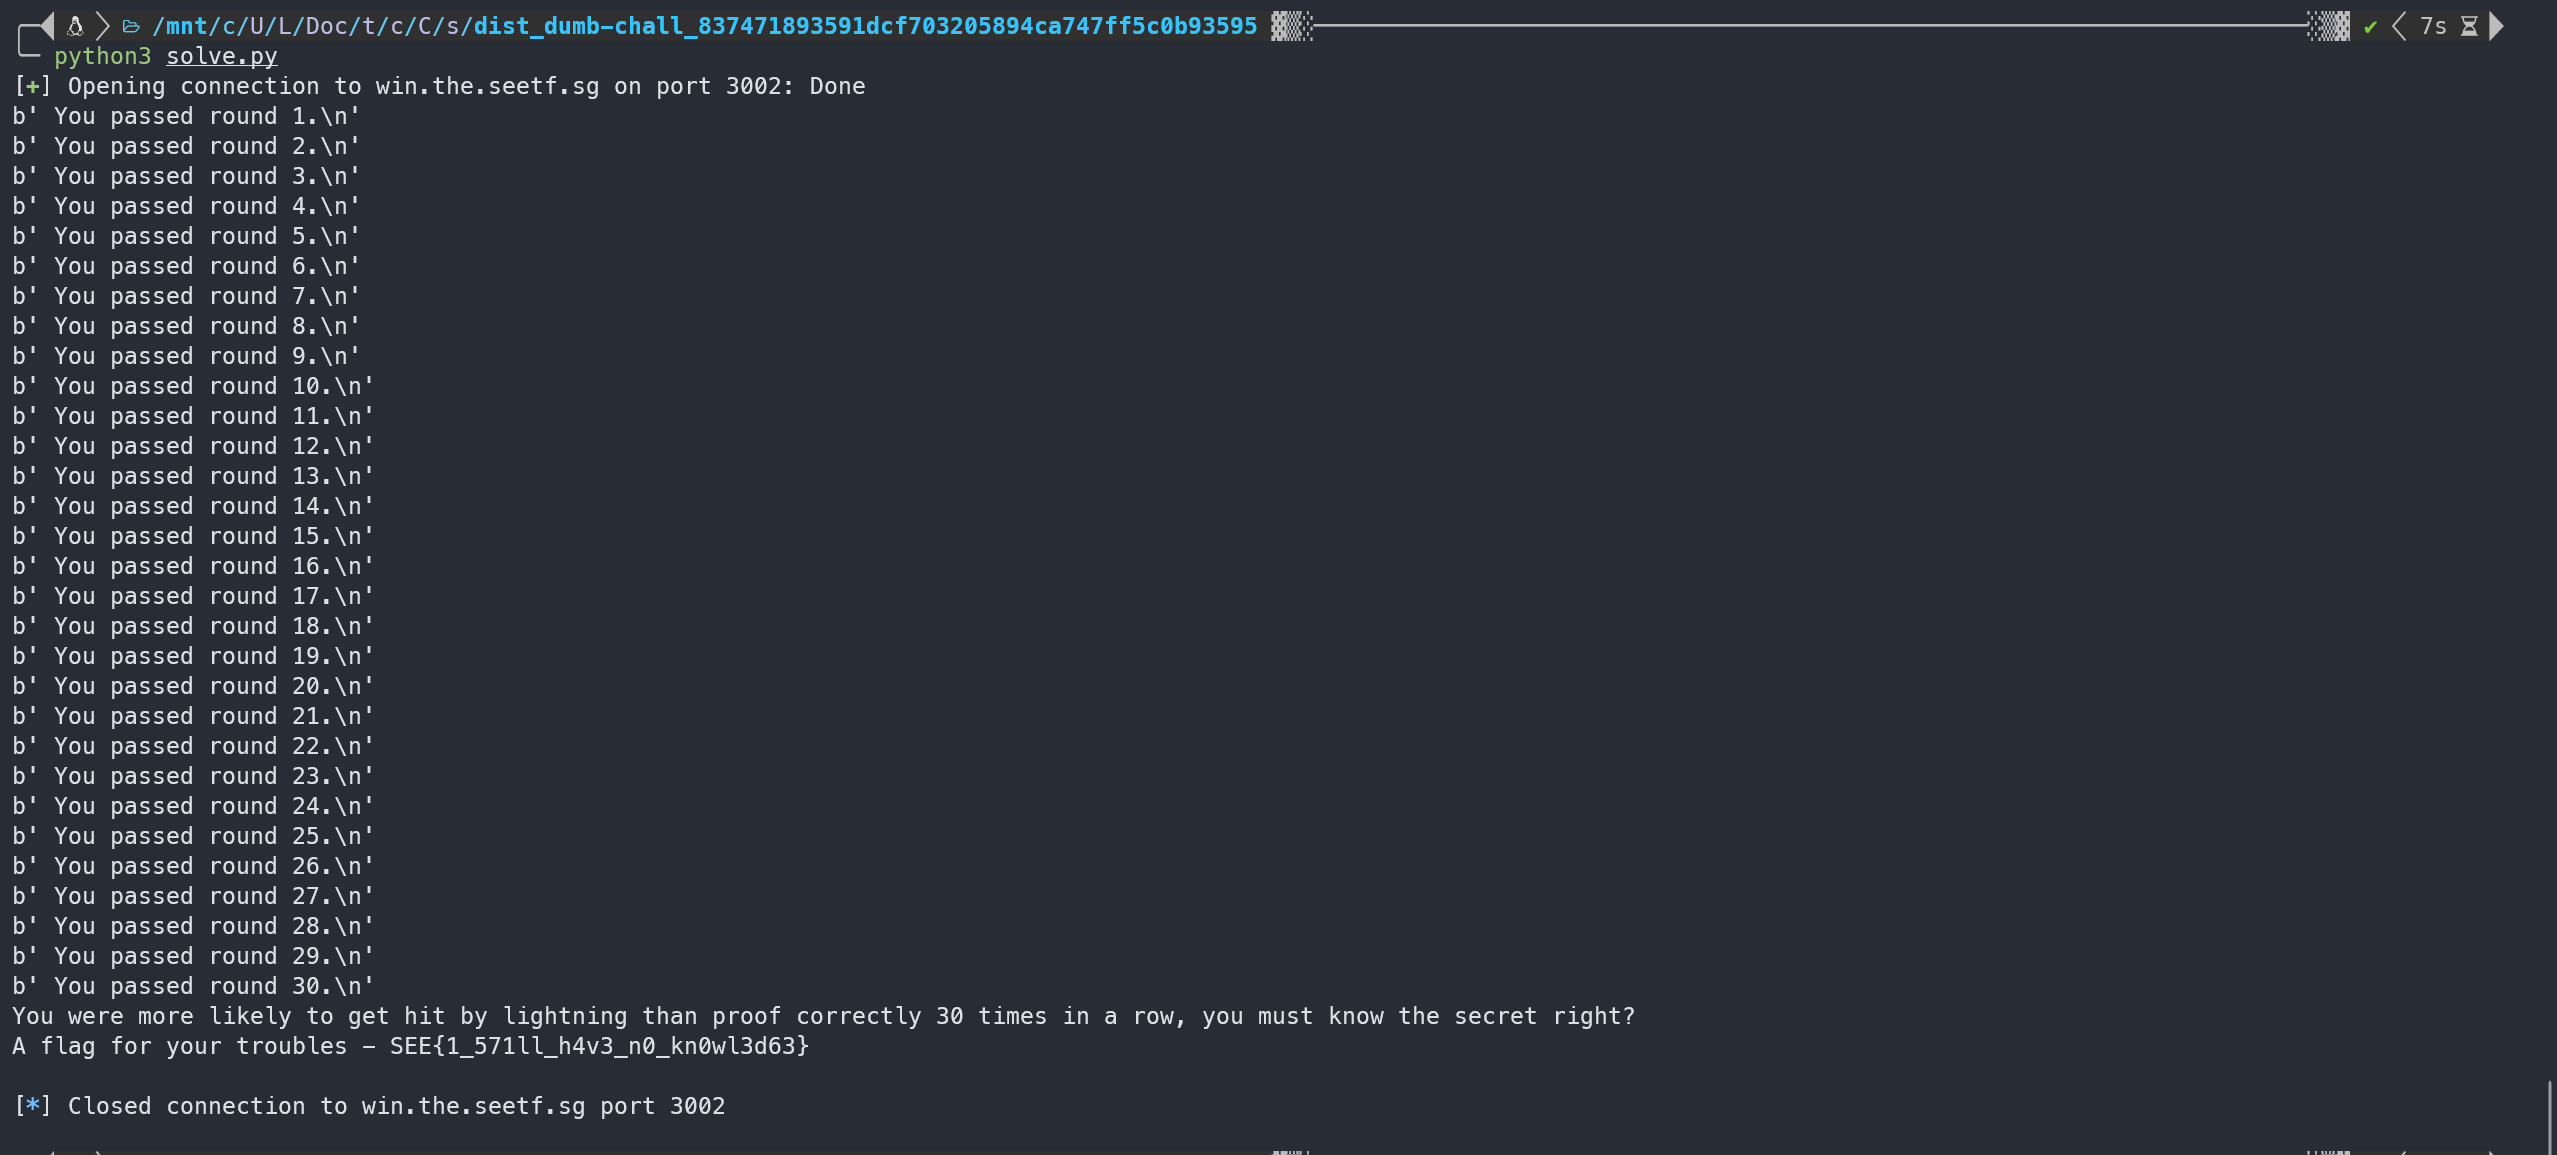 /mnt/c/U/L/Doc/t/c/C/s/dist_dumb-chall_837471893591dcf703205894ca747ff5c0b93595 ✔ 7s
python3 solve.py
[+] Opening connection to win.the.seetf.sg on port 3002: Done
b' You passed round 1.\n'
b' You passed round 2.\n'
b' You passed round 3.\n'
b' You passed round 4.\n'
b' You passed round 5.\n'
b' You passed round 6.\n'
b' You passed round 7.\n'
b' You passed round 8.\n'
b' You passed round 9.\n'
b' You passed round 10.\n'
b' You passed round 11.\n'
b' You passed round 12.\n'
b' You passed round 13.\n'
b' You passed round 14.\n'
b' You passed round 15.\n'
b' You passed round 16.\n'
b' You passed round 17.\n'
b' You passed round 18.\n'
b' You passed round 19.\n'
b' You passed round 20.\n'
b' You passed round 21.\n'
b' You passed round 22.\n'
b' You passed round 23.\n'
b' You passed round 24.\n'
b' You passed round 25.\n'
b' You passed round 26.\n'
b' You passed round 27.\n'
b' You passed round 28.\n'
b' You passed round 29.\n'
b' You passed round 30.\n'
You were more likely to get hit by lightning than proof correctly 30 times in a row, you must know the secret right?
A flag for your troubles - SEE{1_571ll_h4v3_n0_kn0wl3d63}
[*] Closed connection to win.the.seetf.sg port 3002